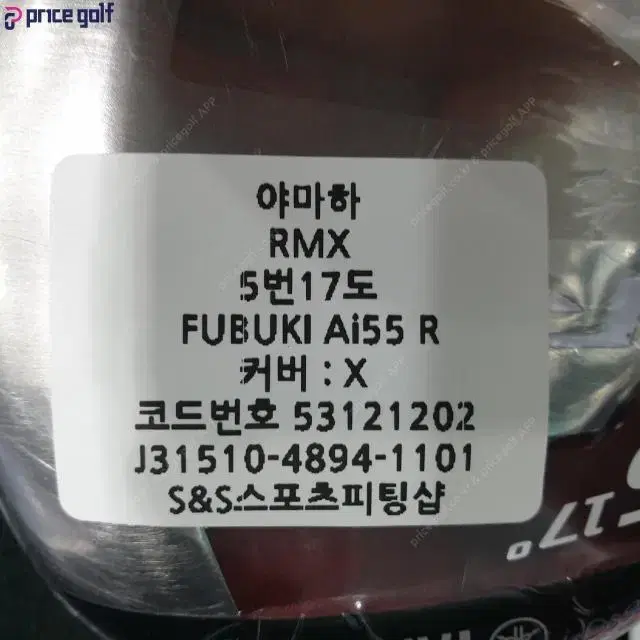 price golf
야마하
RMX
5번17도
FUBUKI Ai55 R
커버 : X
코드번호 53121202
J31510-4894-1101
S&S스포츠피팅샵
17°